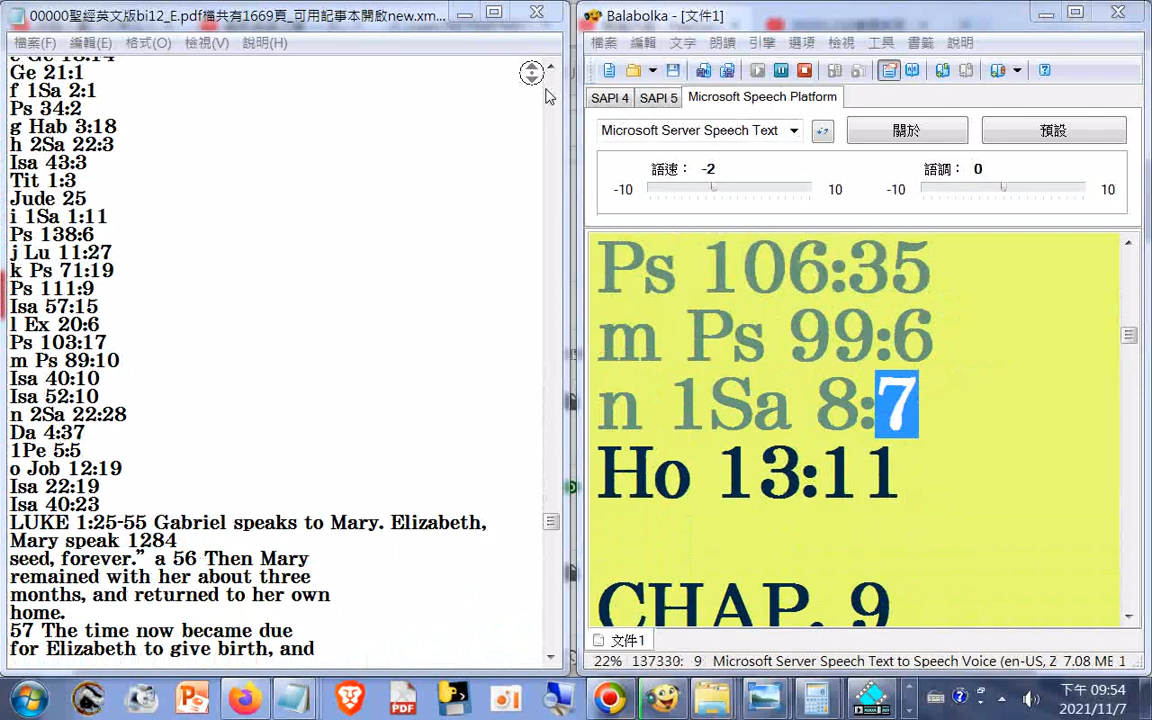 00000聖經英文版bi12_E.pdf檔共有1669頁_可用記事本開啟new.xm...
檔案(F) 編輯(E) 格式(O) 檢視(V) 說明(H)
Ge 21:1
f 1Sa 2:1
Ps 34:2
g Hab 3:18
h 2Sa 22:3
Isa 43:3
Tit 1:3
Jude 25
i 1Sa 1:11
Ps 138:6
j Lu 11:27
k Ps 71:19
Ps 111:9
Isa 57:15
l Ex 20:6
Ps 103:17
m Ps 89:10
Isa 40:10
Isa 52:10
n 2Sa 22:28
Da 4:37
1Pe 5:5
o Job 12:19
Isa 22:19
Isa 40:23
LUKE 1:25-55 Gabriel speaks to Mary. Elizabeth,
Mary speak 1284
seed, forever.” a 56 Then Mary
remained with her about three
months, and returned to her own
home.
57 The time now became due
for Elizabeth to give birth, and
Balabolka - [文件1]
檔案 編輯 文字 朗讀 引擎 選項 檢視 工具 書籤 說明
SAPI 4 SAPI 5 Microsoft Speech Platform
Microsoft Server Speech Text 關於 預設
語速： -2 語調： 0
-10 10 -10 10
Ps 106:35
m Ps 99:6
n 1Sa 8:7
Ho 13:11
CHAP. 9
文件1
22% 137330: 9 Microsoft Server Speech Text to Speech Voice (en-US, Z 7.08 ME 1
PDF
下午 09:54
2021/11/7